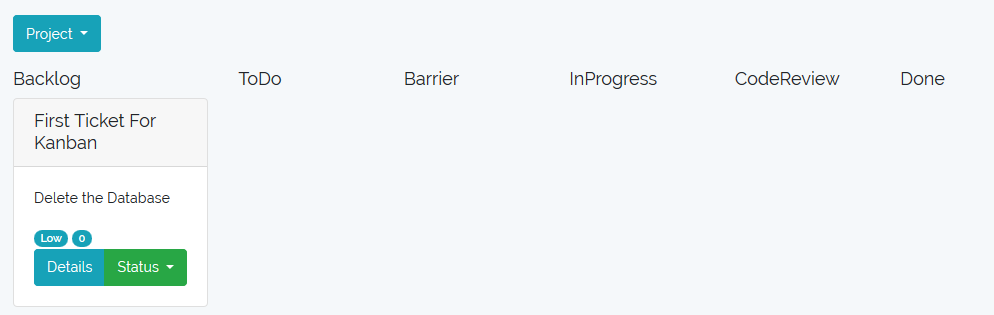 Project
Backlog ToDo Barrier InProgress CodeReview Done
First Ticket For
Kanban
Delete the Database
Low 0
Details Status